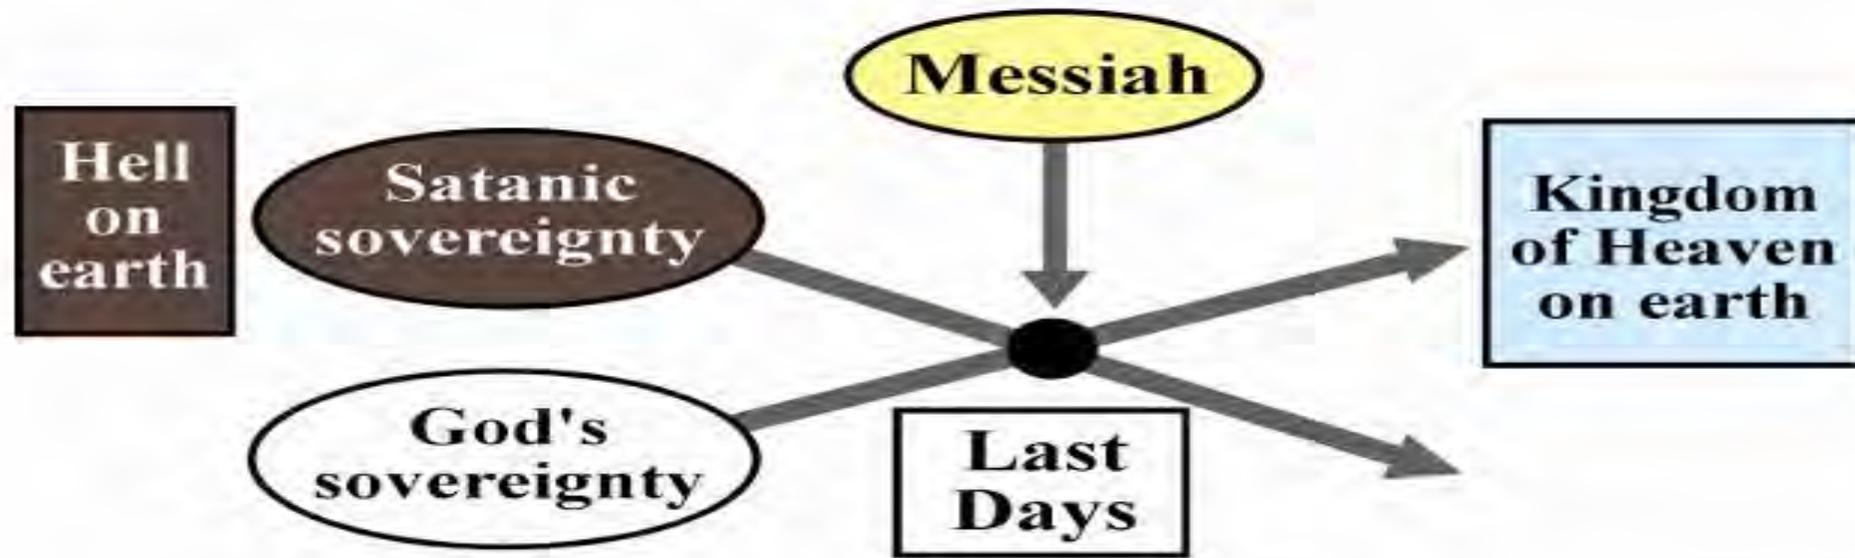 Messiah
Hell
on
earth
Satanic
sovereignty
Kingdom
of Heaven
on earth
God's
sovereignty
Last
Days